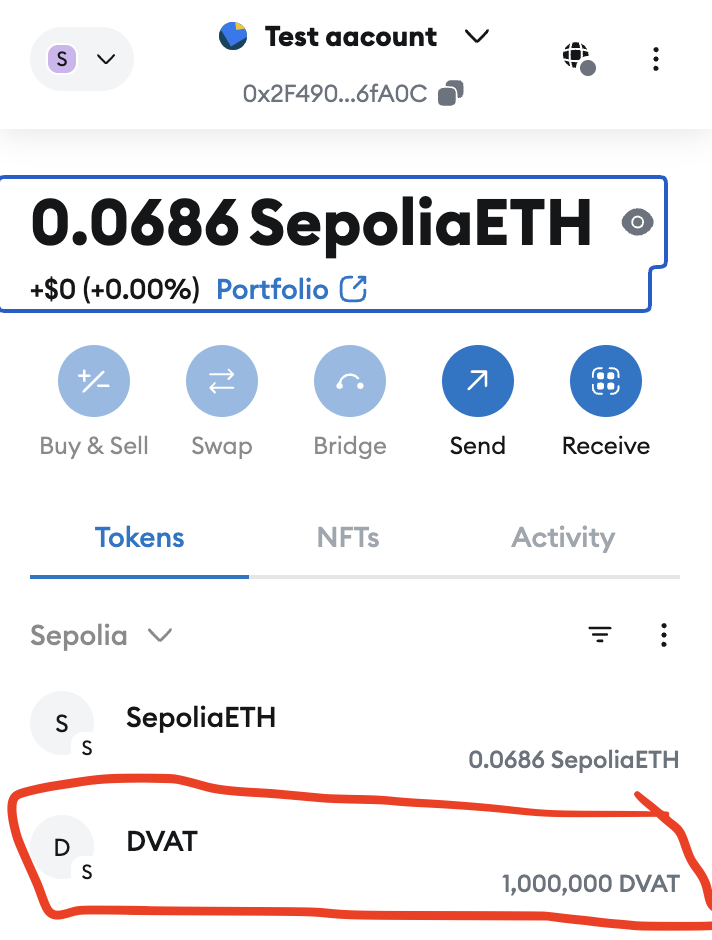 S
Test aacount
0x2F490...6fA0C
0.0686 SepoliaETH
+$0 (+0.00%) Portfolio
Buy & Sell
Swap
Bridge
Send
Receive
Tokens
NFTs
Activity
Sepolia
S
S
SepoliaETH
0.0686 SepoliaETH
D
S
DVAT
1,000,000 DVAT